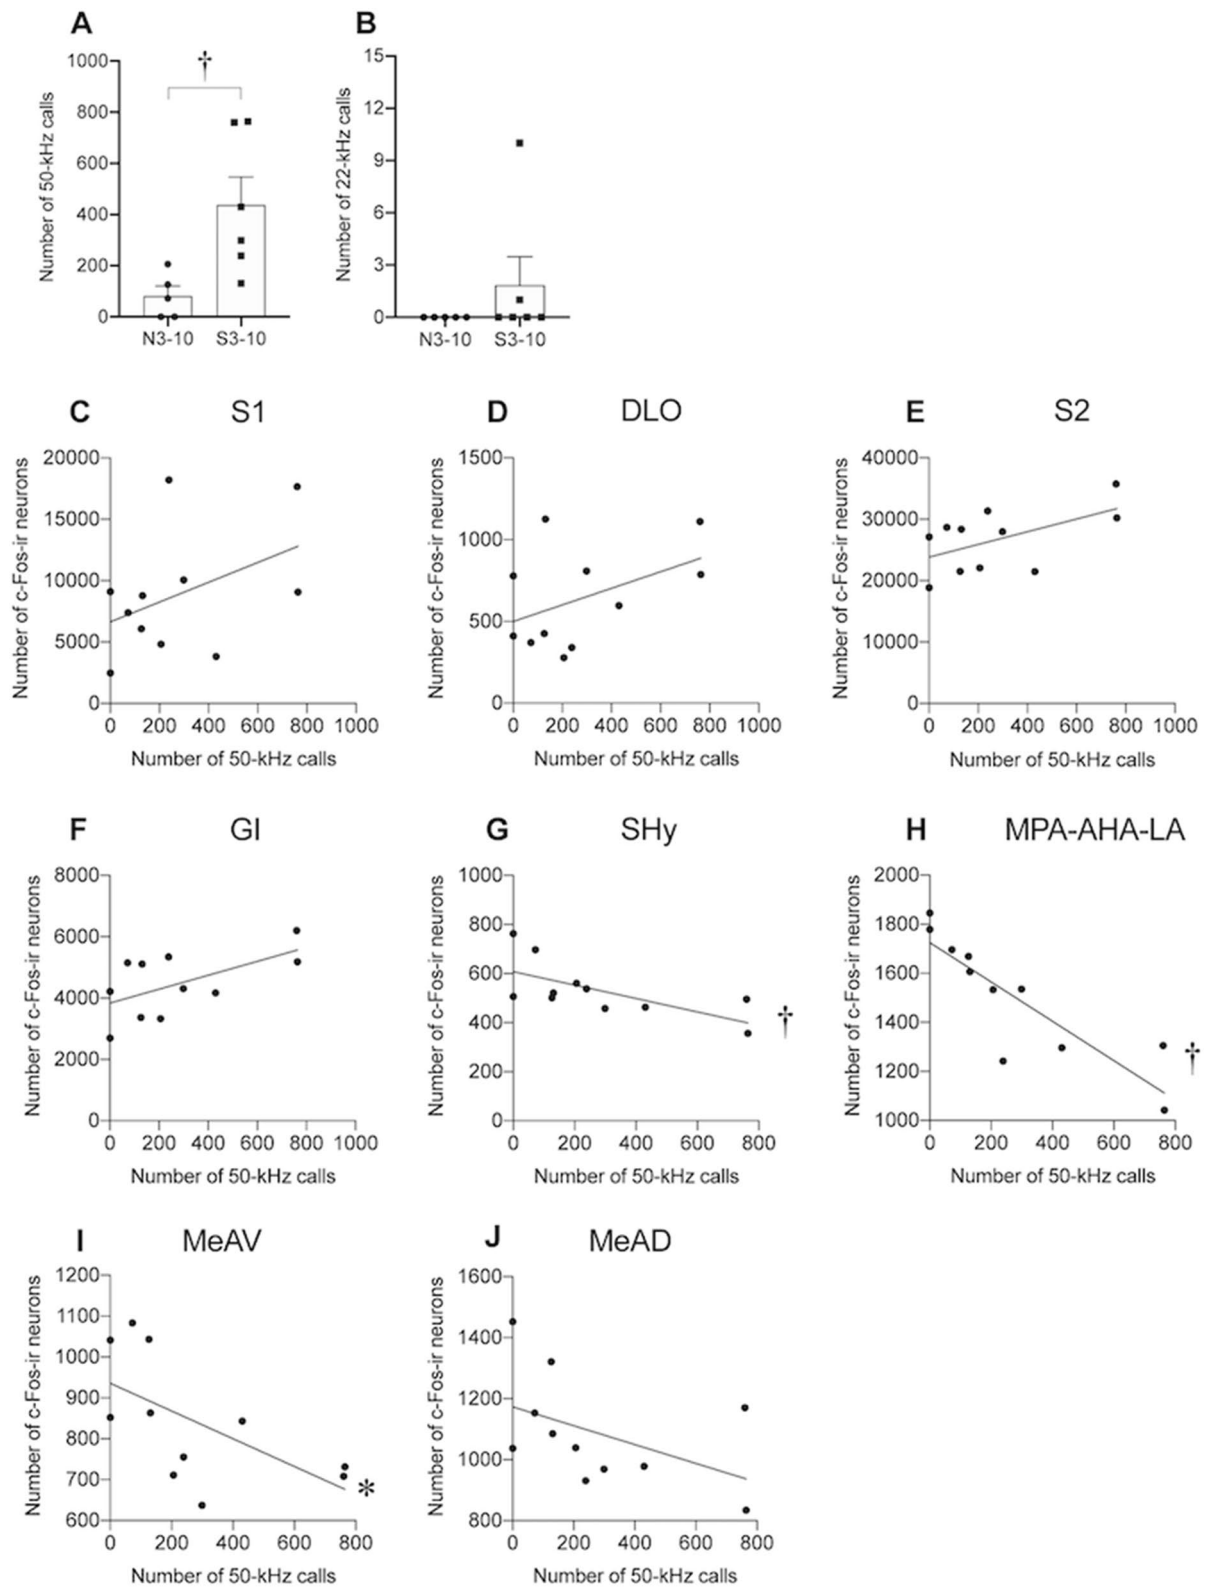 A
B
†
Number of 50-kHz calls
1000
800
600
400
200
0
N3-10 S3-10
Number of 22-kHz calls
15
12
9
6
3
0
N3-10 S3-10
C S1
Number of c-Fos-ir neurons
20000
15000
10000
5000
0
0 200 400 600 800 1000
Number of 50-kHz calls
D DLO
Number of c-Fos-ir neurons
1500
1000
500
0
0 200 400 600 800 1000
Number of 50-kHz calls
E S2
Number of c-Fos-ir neurons
40000
30000
20000
10000
0
0 200 400 600 800 1000
Number of 50-kHz calls
F GI
Number of c-Fos-ir neurons
8000
6000
4000
2000
0
0 200 400 600 800 1000
Number of 50-kHz calls
G SHy
Number of c-Fos-ir neurons
1000
800
600
400
200
0
†
0 200 400 600 800
Number of 50-kHz calls
H MPA-AHA-LA
Number of c-Fos-ir neurons
2000
1800
1600
1400
1200
1000
†
0 200 400 600 800
Number of 50-kHz calls
I MeAV
Number of c-Fos-ir neurons
1200
1100
1000
900
800
700
600
*
0 200 400 600 800
Number of 50-kHz calls
J MeAD
Number of c-Fos-ir neurons
1600
1400
1200
1000
800
0 200 400 600 800
Number of 50-kHz calls